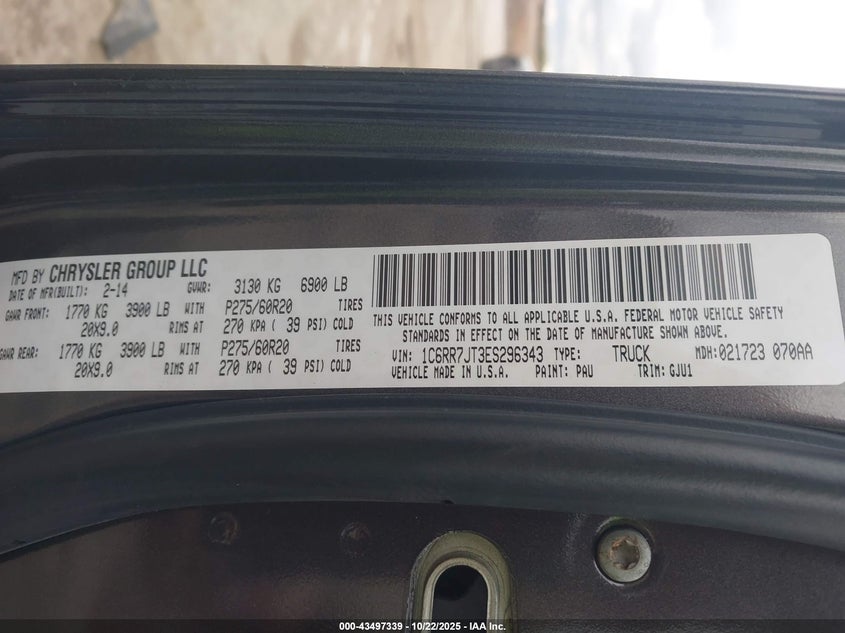 MFD BY CHRYSLER GROUP LLC
DATE OF MFR(BUILT): 2-14 GVWR: 3130 KG 6900 LB
GAWR FRONT: 1770 KG 3900 LB WITH P275/60R20 TIRES
20X9.0 RIMS AT 270 KPA ( 39 PSI) COLD
GAWR REAR: 1770 KG 3900 LB WITH P275/60R20 TIRES
20X9.0 RIMS AT 270 KPA ( 39 PSI) COLD
THIS VEHICLE CONFORMS TO ALL APPLICABLE U.S.A. FEDERAL MOTOR VEHICLE SAFETY
STANDARDS IN EFFECT ON THE DATE OF MANUFACTURE SHOWN ABOVE.
VIN: 1C6RR7JT3ES296343 TYPE: TRUCK MDH: 021723 070AA
VEHICLE MADE IN U.S.A. PAINT: PAU TRIM: GJU1
000-43497339 - 10/22/2025 - IAA Inc.